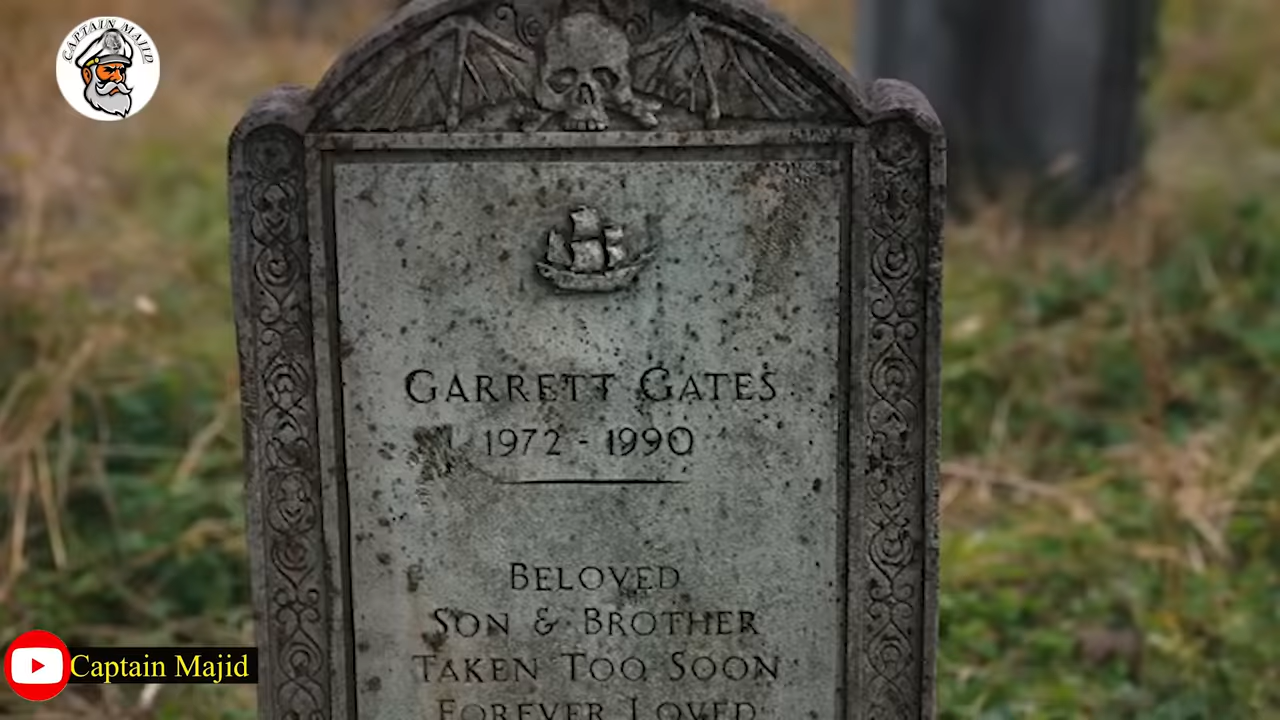 CAPTAIN MAJID
GARRETT GATES
1972 - 1990
BELOVED
SON & BROTHER
TAKEN TOO SOON
FOREVER LOVED
Captain Majid